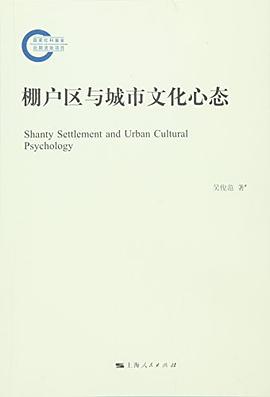 国家社科基金
后期资助项目
棚户区与城市文化心态
Shanty Settlement and Urban Cultural
Psychology
吴俊范 著
上海人民出版社